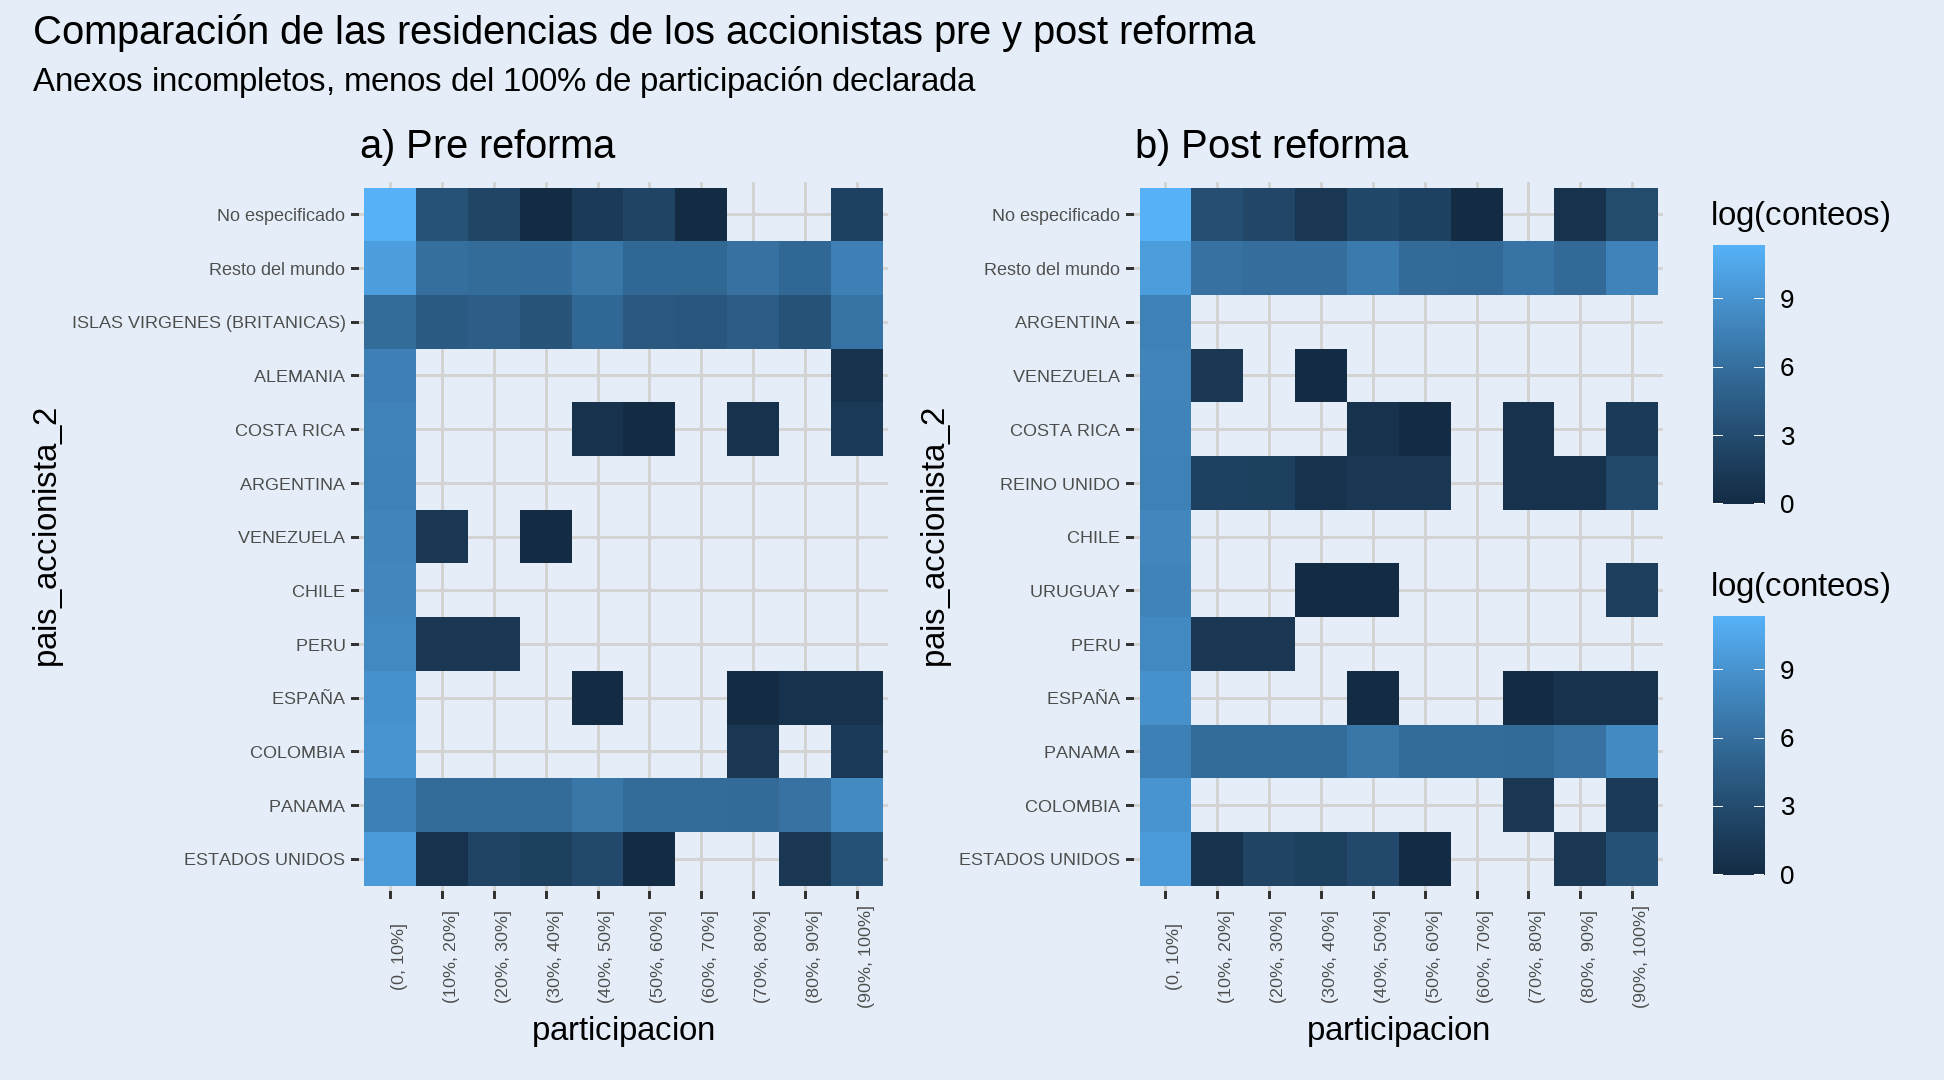 Comparación de las residencias de los accionistas pre y post reforma
Anexos incompletos, menos del 100% de participación declarada
a) Pre reforma
pais_accionista_2
No especificado
Resto del mundo
ISLAS VIRGENES (BRITANICAS)
ALEMANIA
COSTA RICA
ARGENTINA
VENEZUELA
CHILE
PERU
ESPAÑA
COLOMBIA
PANAMA
ESTADOS UNIDOS
(0, 10%]
(10%, 20%]
(20%, 30%]
(30%, 40%]
(40%, 50%]
(50%, 60%]
(60%, 70%]
(70%, 80%]
(80%, 90%]
(90%, 100%]
participacion
b) Post reforma
pais_accionista_2
No especificado
Resto del mundo
ARGENTINA
VENEZUELA
COSTA RICA
REINO UNIDO
CHILE
URUGUAY
PERU
ESPAÑA
PANAMA
COLOMBIA
ESTADOS UNIDOS
(0, 10%]
(10%, 20%]
(20%, 30%]
(30%, 40%]
(40%, 50%]
(50%, 60%]
(60%, 70%]
(70%, 80%]
(80%, 90%]
(90%, 100%]
participacion
log(conteos)
9
6
3
0
log(conteos)
9
6
3
0